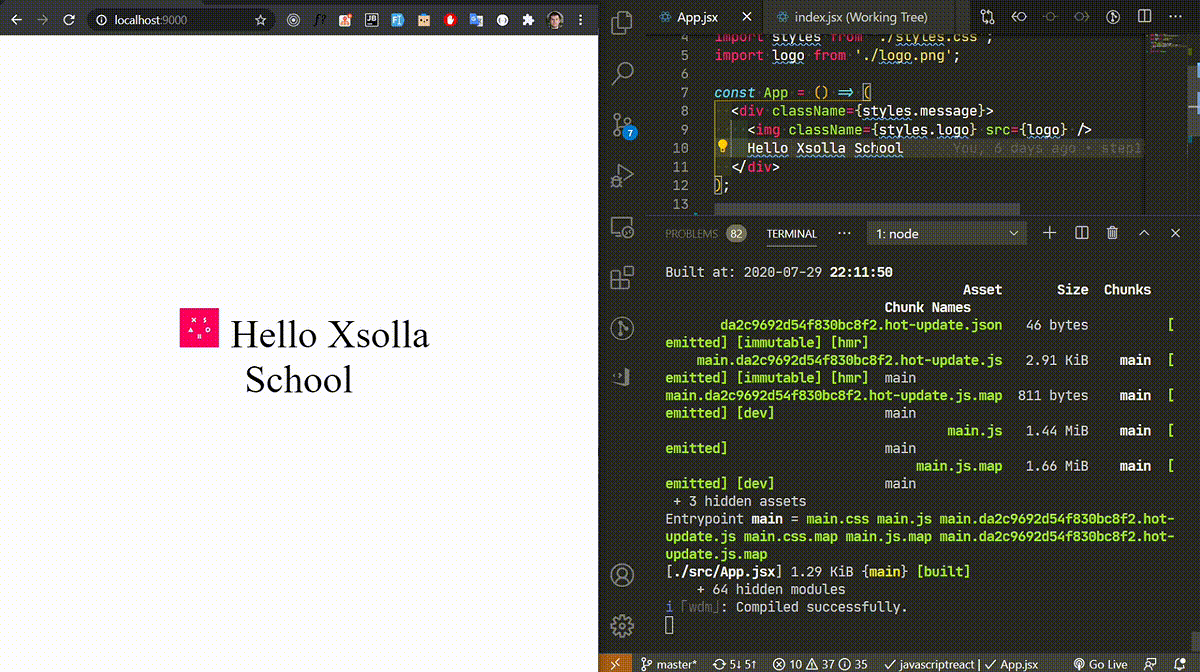 localhost:9000
Hello Xsolla
School
App.jsx
index.jsx (Working Tree)
4 import styles from './styles.css';
5 import logo from './logo.png';
6
7 const App = () => (
8 <div className={styles.message}>
9 <img className={styles.logo} src={logo} />
10 Hello Xsolla School You, 6 days ago • step1
11 </div>
12 );
13
7
PROBLEMS 82 TERMINAL ··· 1: node
Built at: 2020-07-29 22:11:50
Asset Size Chunks
Chunk Names
da2c9692d54f830bc8f2.hot-update.json 46 bytes [
emitted] [immutable] [hmr]
main.da2c9692d54f830bc8f2.hot-update.js 2.91 KiB main [
emitted] [immutable] [hmr] main
main.da2c9692d54f830bc8f2.hot-update.js.map 811 bytes main [
emitted] [dev] main
main.js 1.44 MiB main [
emitted] main
main.js.map 1.66 MiB main [
emitted] [dev] main
+ 3 hidden assets
Entrypoint main = main.css main.js main.da2c9692d54f830bc8f2.hot-
update.js main.css.map main.js.map main.da2c9692d54f830bc8f2.hot-
update.js.map
[./src/App.jsx] 1.29 KiB {main} [built]
+ 64 hidden modules
i ｢wdm｣: Compiled successfully.
master* 5↓ 5↑ 10 37 35 javascriptreact | App.jsx Go Live